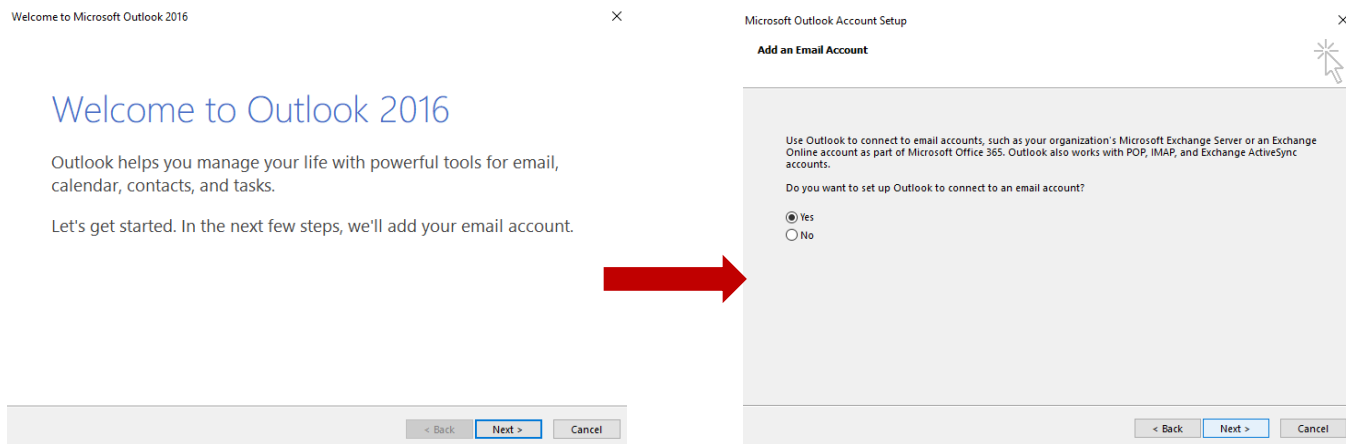 Welcome to Microsoft Outlook 2016
Welcome to Outlook 2016
Outlook helps you manage your life with powerful tools for email,
calendar, contacts, and tasks.
Let's get started. In the next few steps, we'll add your email account.
< Back Next > Cancel
Microsoft Outlook Account Setup
Add an Email Account
Use Outlook to connect to email accounts, such as your organization's Microsoft Exchange Server or an Exchange
Online account as part of Microsoft Office 365. Outlook also works with POP, IMAP, and Exchange ActiveSync
accounts.
Do you want to set up Outlook to connect to an email account?
Yes
No
< Back Next > Cancel